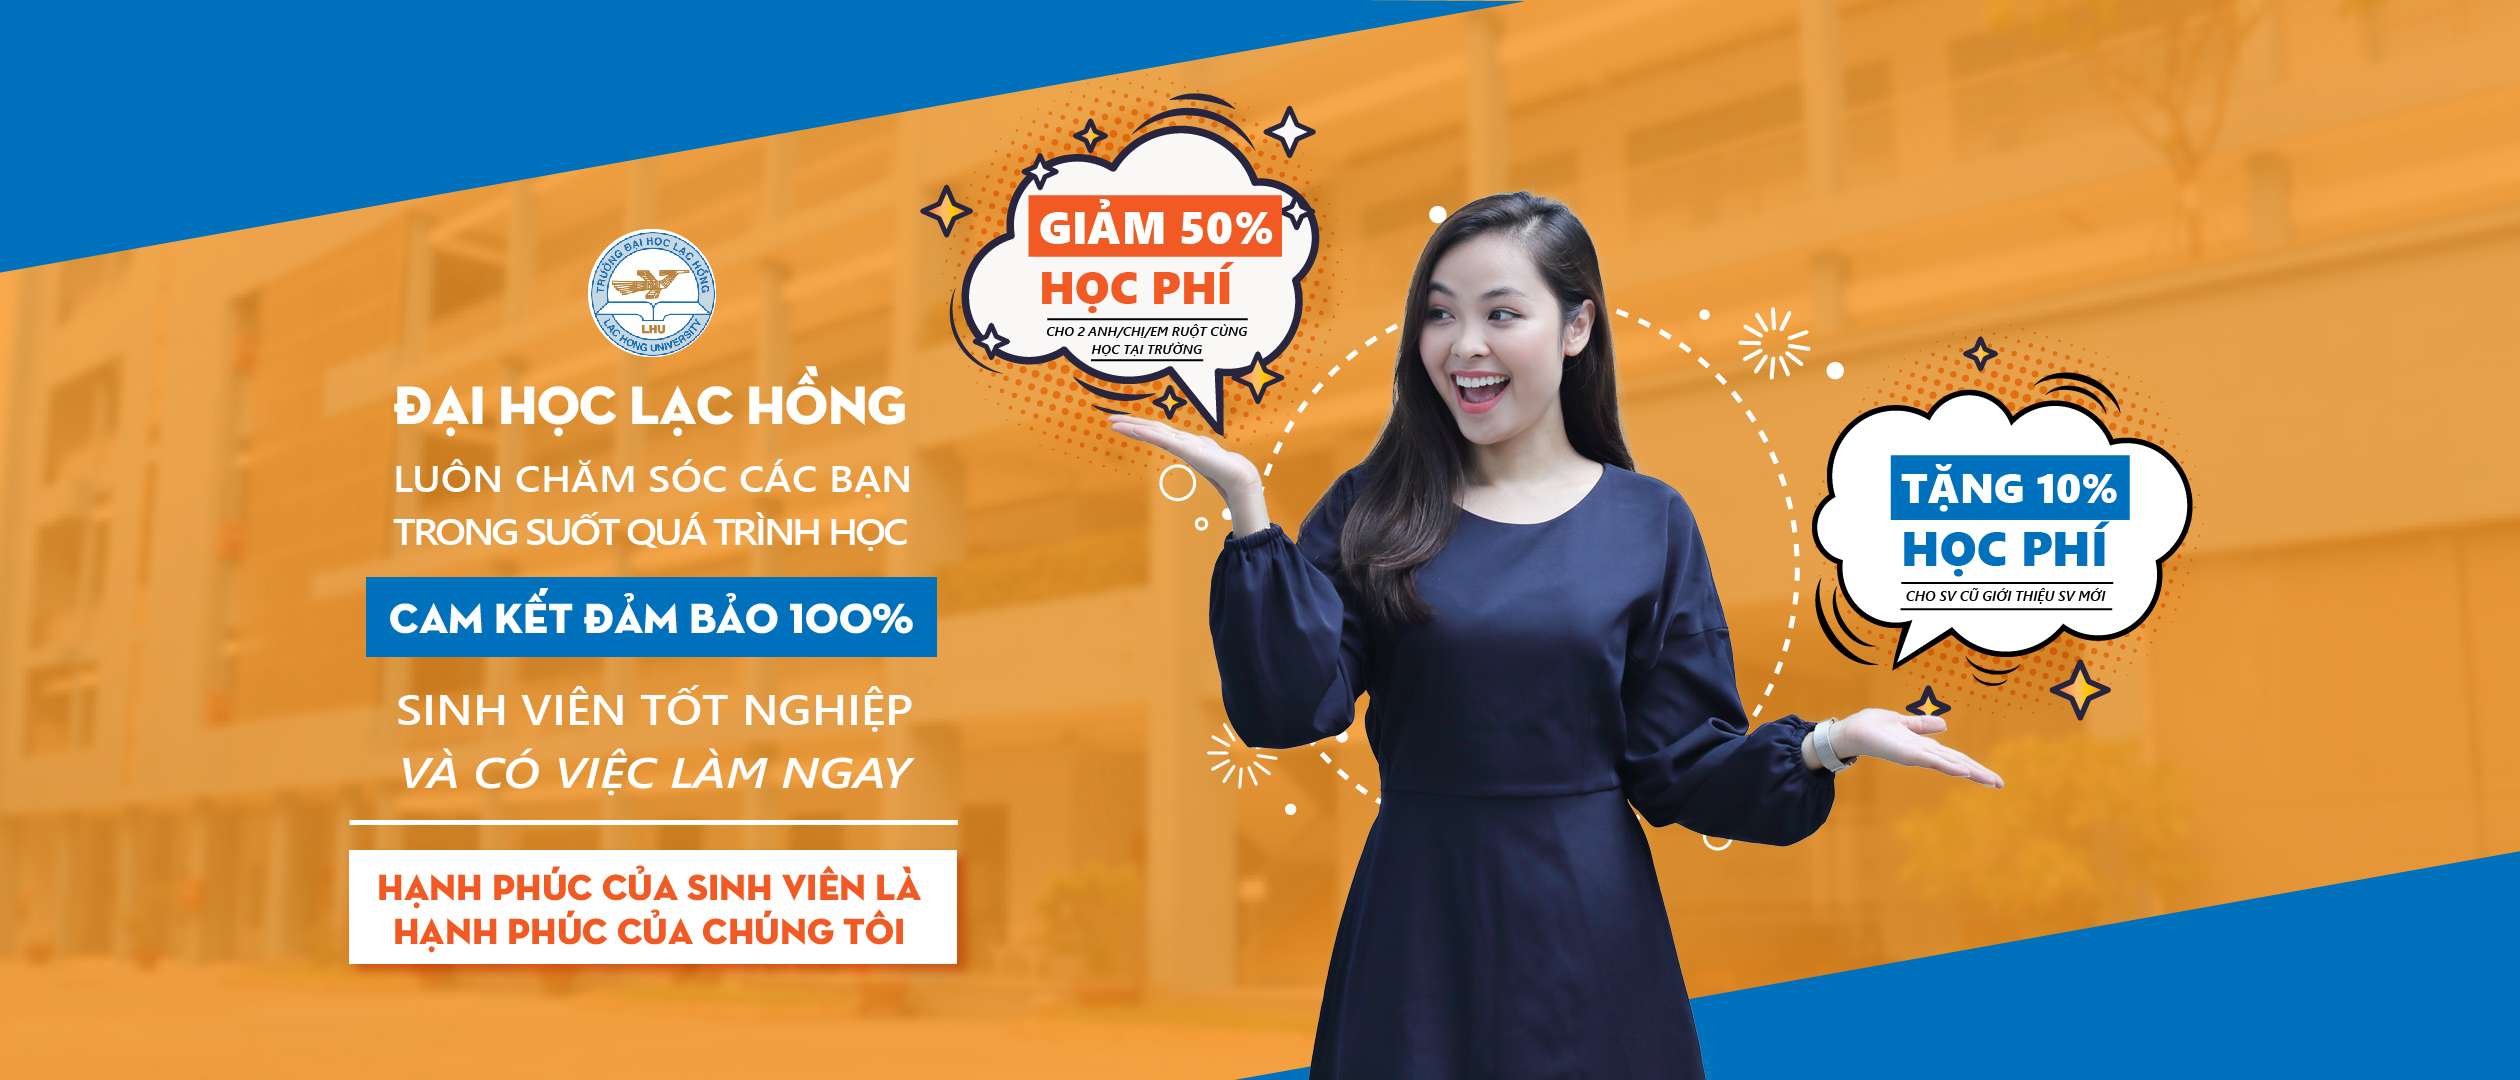 TRƯỜNG ĐẠI HỌC LẠC HỒNG
LHU
LAC HONG UNIVERSITY
ĐẠI HỌC LẠC HỒNG
LUÔN CHĂM SÓC CÁC BẠN
TRONG SUỐT QUÁ TRÌNH HỌC
CAM KẾT ĐẢM BẢO 100%
SINH VIÊN TỐT NGHIỆP
VÀ CÓ VIỆC LÀM NGAY
HẠNH PHÚC CỦA SINH VIÊN LÀ
HẠNH PHÚC CỦA CHÚNG TÔI
GIẢM 50%
HỌC PHÍ
CHO 2 ANH/CHỊ/EM RUỘT CÙNG
HỌC TẠI TRƯỜNG
TẶNG 10%
HỌC PHÍ
CHO SV CŨ GIỚI THIỆU SV MỚI